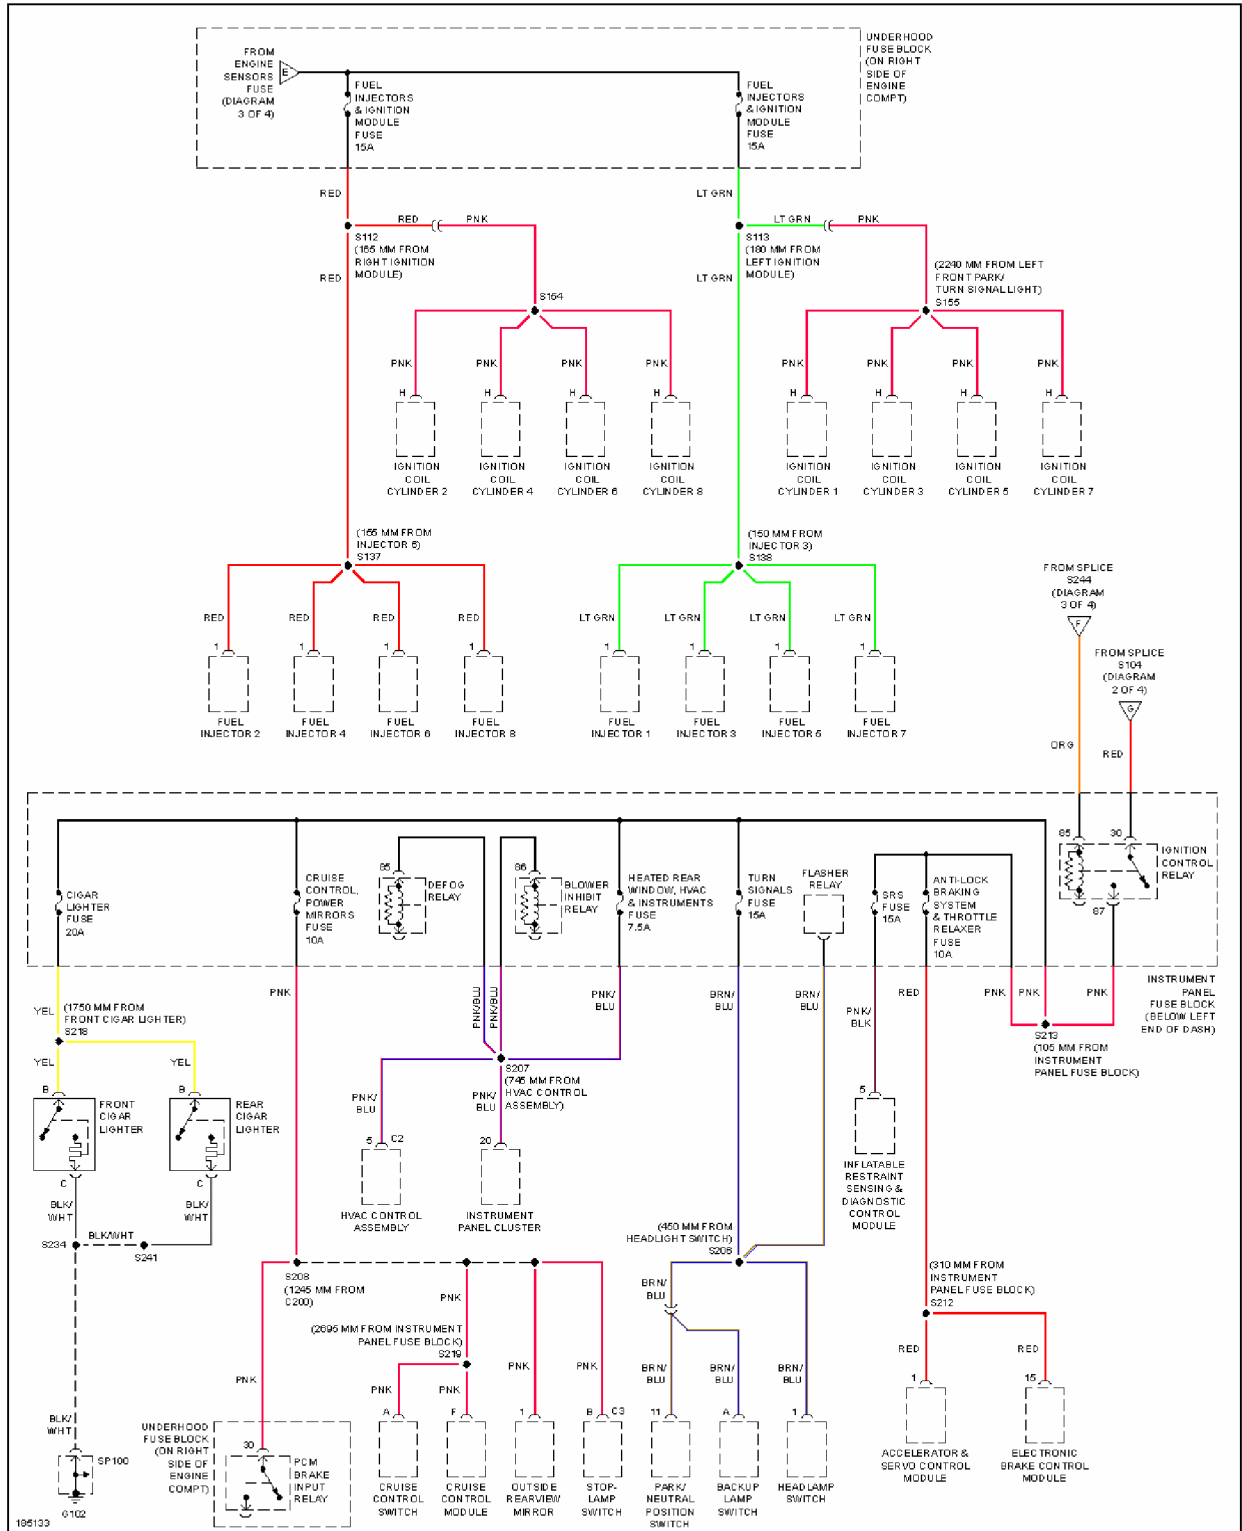 UNDERHOOD
FUSE BLOCK
(ON RIGHT
SIDE OF
ENGINE
COMPT)
FROM
ENGINE
SENSORS
FUSE
(DIAGRAM
3 OF 4)
E
FUEL
INJECTORS
& IGNITION
MODULE
FUSE
15A
FUEL
INJECTORS
& IGNITION
MODULE
FUSE
15A
RED
LT GRN
RED
PNK
LT GRN
PNK
S112
(165 MM FROM
RIGHT IGNITION
MODULE)
S113
(180 MM FROM
LEFT IGNITION
MODULE)
RED
LT GRN
(2240 MM FROM LEFT
FRONT PARK/
TURN SIGNAL LIGHT)
S155
S154
PNK
PNK
PNK
PNK
PNK
PNK
PNK
PNK
H
H
H
H
H
H
H
H
IGNITION
COIL
CYLINDER 2
IGNITION
COIL
CYLINDER 4
IGNITION
COIL
CYLINDER 6
IGNITION
COIL
CYLINDER 8
IGNITION
COIL
CYLINDER 1
IGNITION
COIL
CYLINDER 3
IGNITION
COIL
CYLINDER 5
IGNITION
COIL
CYLINDER 7
(155 MM FROM
INJECTOR 6)
S137
(150 MM FROM
INJECTOR 3)
S138
FROM SPLICE
S244
(DIAGRAM
3 OF 4)
F
RED
RED
RED
RED
LT GRN
LT GRN
LT GRN
LT GRN
1
1
1
1
1
1
1
1
FUEL
INJECTOR 2
FUEL
INJECTOR 4
FUEL
INJECTOR 6
FUEL
INJECTOR 8
FUEL
INJECTOR 1
FUEL
INJECTOR 3
FUEL
INJECTOR 5
FUEL
INJECTOR 7
FROM SPLICE
S104
(DIAGRAM
2 OF 4)
G
ORG
RED
85
30
87
IGNITION
CONTROL
RELAY
CIGAR
LIGHTER
FUSE
20A
CRUISE
CONTROL,
POWER
MIRRORS
FUSE
10A
85
DEFOG
RELAY
86
BLOWER
INHIBIT
RELAY
HEATED REAR
WINDOW, HVAC
& INSTRUMENTS
FUSE
7.5A
TURN
SIGNALS
FUSE
15A
FLASHER
RELAY
SRS
FUSE
15A
ANTI-LOCK
BRAKING
SYSTEM
& THROTTLE
RELAXER
FUSE
10A
INSTRUMENT
PANEL
FUSE BLOCK
(BELOW LEFT
END OF DASH)
YEL
(1750 MM FROM
FRONT CIGAR LIGHTER)
S218
PNK
PNK/BLU
PNK/BLU
PNK/
BLU
BRN/
BLU
BRN/
BLU
PNK/
BLK
RED
PNK
PNK
PNK
S213
(105 MM FROM
INSTRUMENT
PANEL FUSE BLOCK)
YEL
YEL
B
B
FRONT
CIGAR
LIGHTER
REAR
CIGAR
LIGHTER
C
C
S207
(745 MM FROM
HVAC CONTROL
ASSEMBLY)
PNK/
BLU
PNK/
BLU
5
C2
20
HVAC CONTROL
ASSEMBLY
INSTRUMENT
PANEL CLUSTER
5
INFLATABLE
RESTRAINT
SENSING &
DIAGNOSTIC
CONTROL
MODULE
BLK/
WHT
BLK/
WHT
S234
BLK/WHT
S241
(450 MM FROM
HEADLIGHT SWITCH)
S206
S208
(1245 MM FROM
C200)
PNK
(2695 MM FROM INSTRUMENT
PANEL FUSE BLOCK)
S219
BRN/
BLU
(310 MM FROM
INSTRUMENT
PANEL FUSE BLOCK)
S212
PNK
PNK
PNK
PNK
PNK
BRN/
BLU
BRN/
BLU
BRN/
BLU
RED
RED
A
F
1
B
C3
11
A
1
1
15
BLK/
WHT
SP100
G102
UNDERHOOD
FUSE BLOCK
(ON RIGHT
SIDE OF
ENGINE
COMPT)
30
PCM
BRAKE
INPUT
RELAY
CRUISE
CONTROL
SWITCH
CRUISE
CONTROL
MODULE
OUTSIDE
REARVIEW
MIRROR
STOP-
LAMP
SWITCH
PARK/
NEUTRAL
POSITION
SWITCH
BACKUP
LAMP
SWITCH
HEADLAMP
SWITCH
ACCELERATOR &
SERVO CONTROL
MODULE
ELECTRONIC
BRAKE CONTROL
MODULE
185133